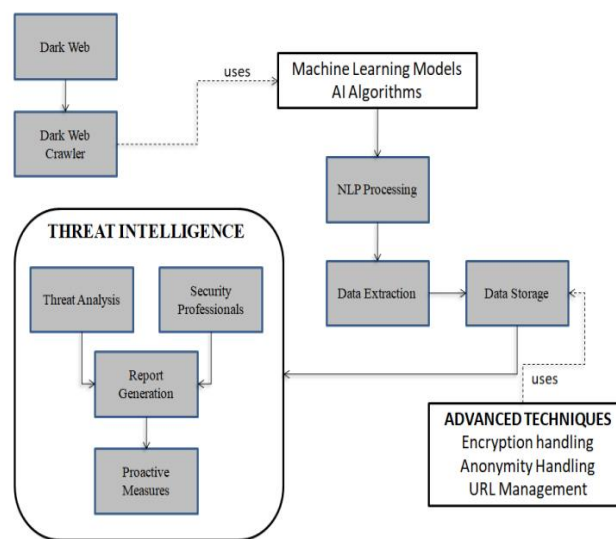 Dark Web
uses
Machine Learning Models
AI Algorithms
Dark Web
Crawler
NLP Processing
THREAT INTELLIGENCE
Threat Analysis
Security
Professionals
Data Extraction
Data Storage
Report
Generation
uses
Proactive
Measures
ADVANCED TECHNIQUES
Encryption handling
Anonymity Handling
URL Management